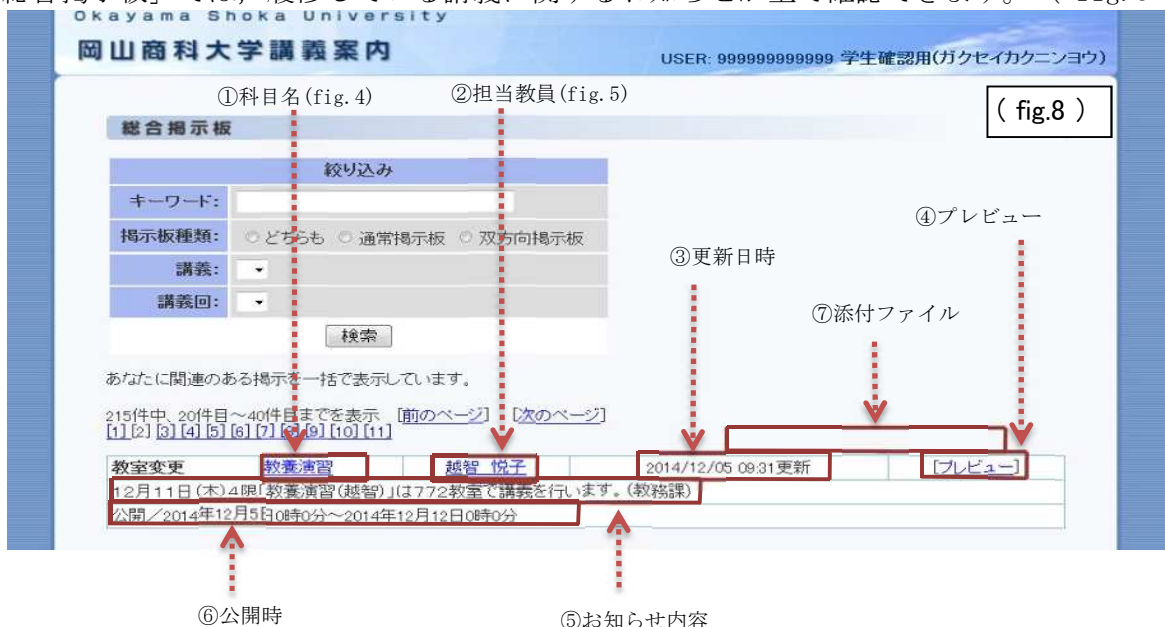 Okayama Shoka University
岡山商科大学講義案内
USER: 999999999999 学生確認用(ガクセイカクニンヨウ)
①科目名(fig.4)
②担当教員(fig.5)
( fig.8 )
総合掲示板
絞り込み
キーワード:
④プレビュー
掲示板種類: どちらも 通常掲示板 双方向掲示板
③更新日時
講義:
講義回:
⑦添付ファイル
検索
あなたに関連のある掲示を一括で表示しています。
215件中、20件目～40件目までを表示 [前のページ] [次のページ]
[1] [2] [3] [4] [5] [6] [7] [8] [9] [10] [11]
教室変更 教養演習 越智 悦子 2014/12/05 09:31更新 [プレビュー]
12月11日(木)4限「教養演習(越智)」は772教室で講義を行います。(教務課)
公開／2014年12月5日0時0分～2014年12月12日0時0分
⑥公開時
⑤お知らせ内容